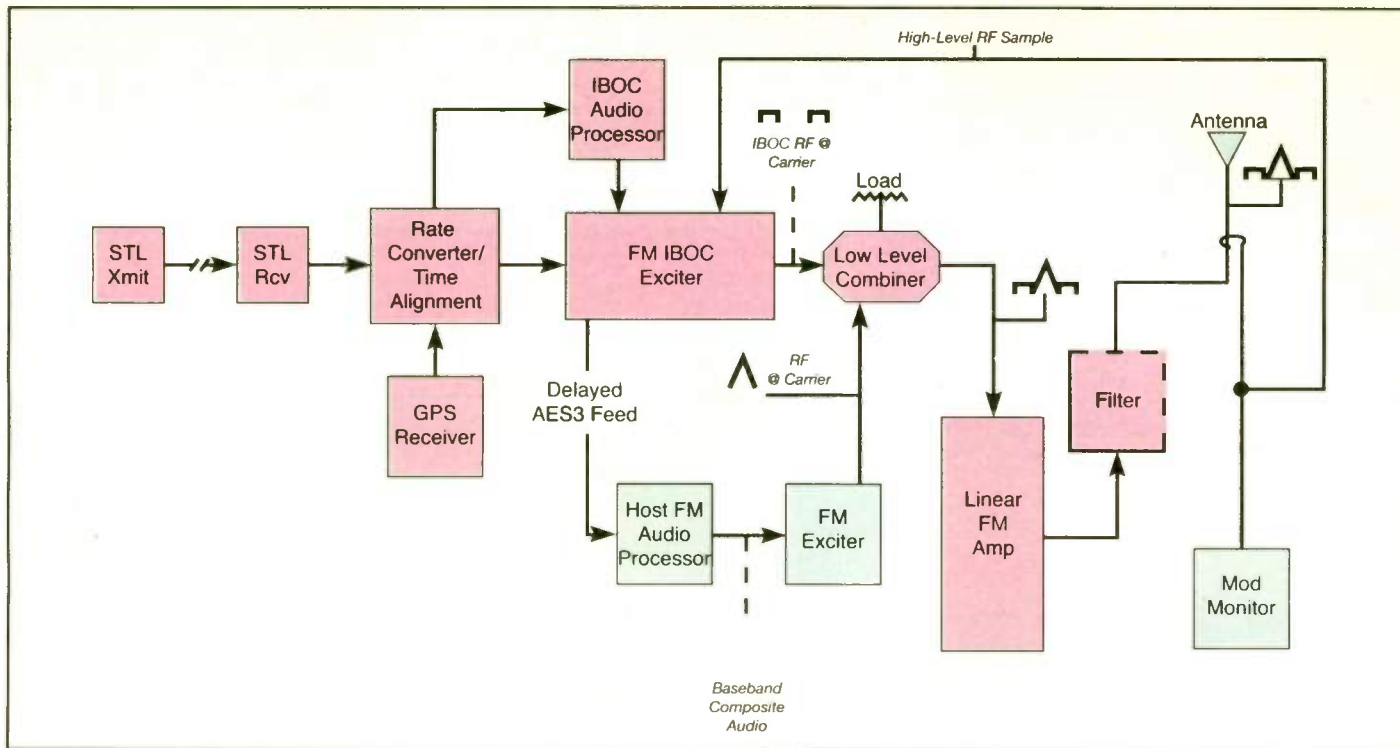 High-Level RF Sample
IBOC
Audio
Processor
IBOC RF @
Carrier
Antenna
Load
STL
Xmit
STL
Rcv
Rate
Converter/
Time
Alignment
FM IBOC
Exciter
Low Level
Combiner
GPS
Receiver
Delayed
AES3 Feed
RF
@ Carrier
Filter
Host FM
Audio
Processor
FM
Exciter
Linear
FM
Amp
Mod
Monitor
Baseband
Composite
Audio